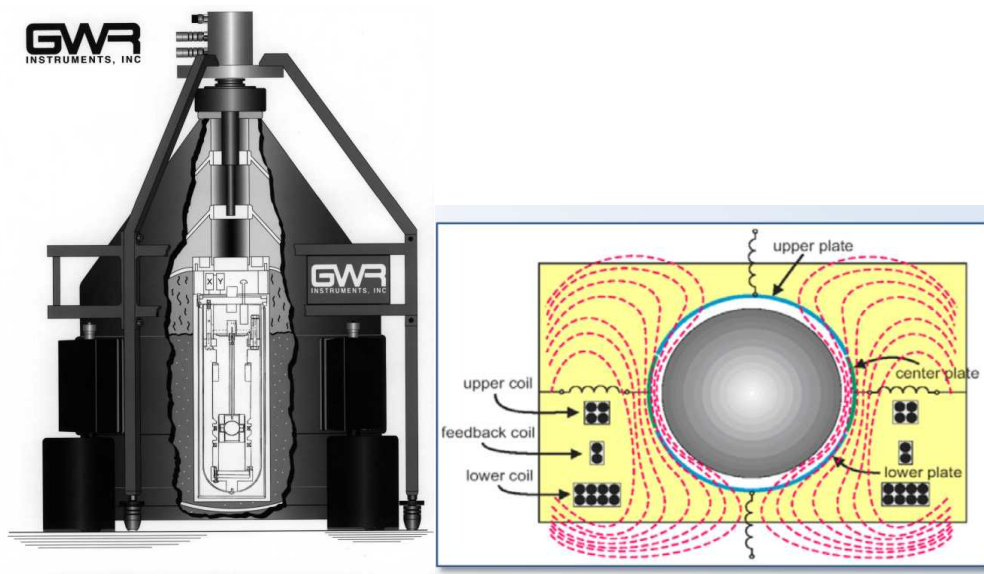 GWR
INSTRUMENTS, INC
X Y
GWR
INSTRUMENTS, INC
upper plate
center plate
upper coil
feedback coil
lower coil
lower plate